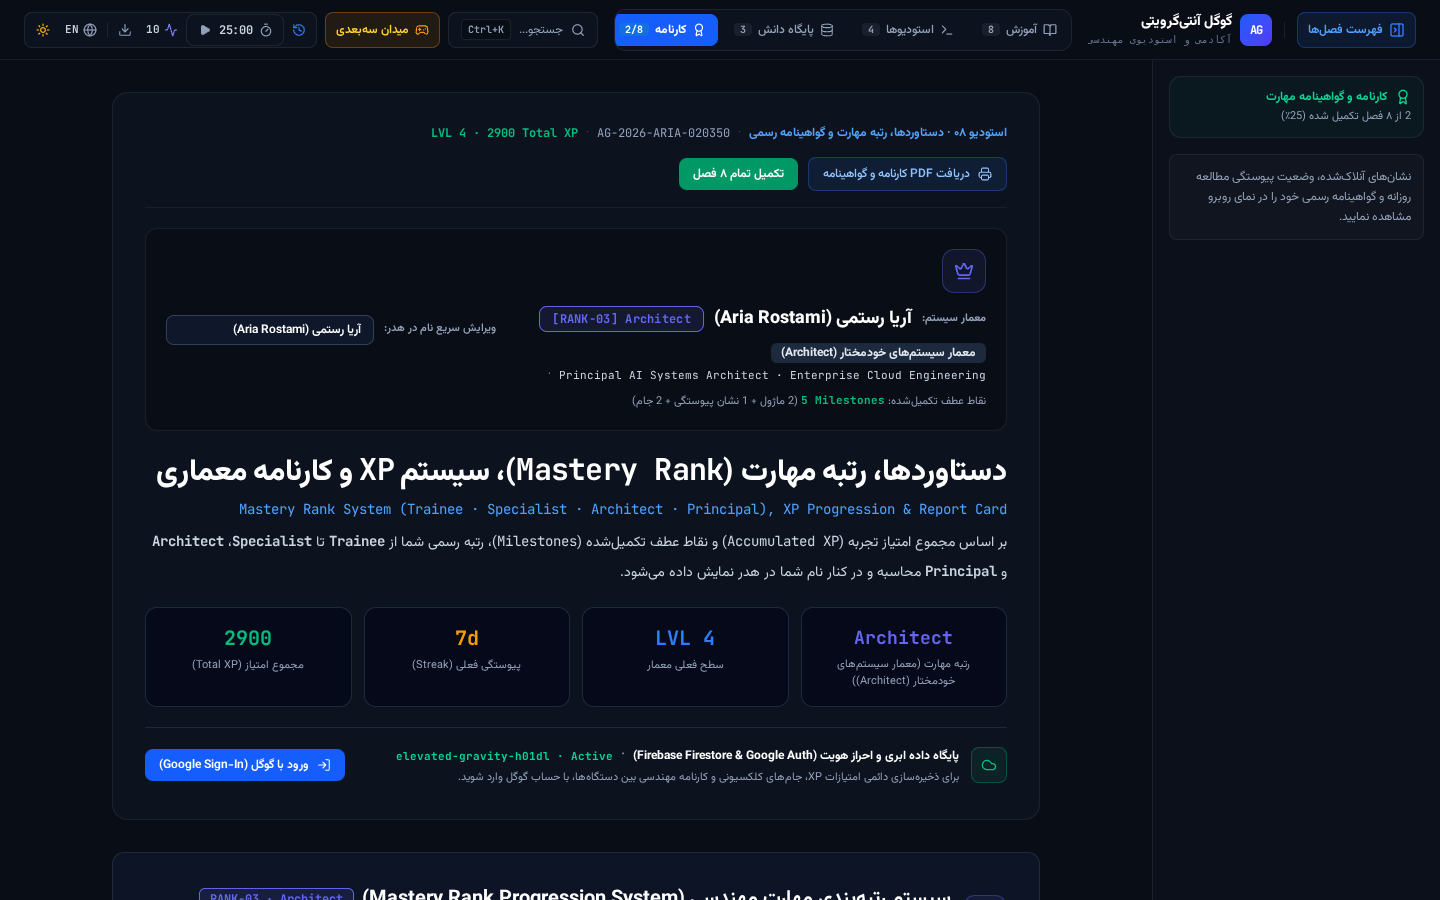 فهرست فصل‌ها
AG
گوگل آنتی‌گرویتی
آکادمی و استودیوی مهندسی
آموزش 8
استودیوها 4
پایگاه دانش 3
کارنامه 2/8
جستجو... Ctrl+K
میدان سه‌بعدی
25:00
10
EN
کارنامه و گواهینامه مهارت
2 از ۸ فصل تکمیل شده (25٪)
نشان‌های آنلاک‌شده، وضعیت پیوستگی مطالعه
روزانه و گواهینامه رسمی خود را در نمای روبرو
مشاهده نمایید.
استودیو ۰۸ · دستاوردها، رتبه مهارت و گواهینامه رسمی · AG-2026-ARIA-020350 · LVL 4 · 2900 Total XP
دریافت PDF کارنامه و گواهینامه
تکمیل تمام ۸ فصل
معمار سیستم: آریا رستمی (Aria Rostami) [RANK-03] Architect
ویرایش سریع نام در هدر: آریا رستمی (Aria Rostami)
معمار سیستم‌های خودمختار (Architect)
Principal AI Systems Architect · Enterprise Cloud Engineering ·
نقاط عطف تکمیل‌شده: 5 Milestones (2 ماژول + 1 نشان پیوستگی + 2 جام)
دستاوردها، رتبه مهارت (Mastery Rank)، سیستم XP و کارنامه معماری
Mastery Rank System (Trainee · Specialist · Architect · Principal), XP Progression & Report Card
بر اساس مجموع امتیاز تجربه (Accumulated XP) و نقاط عطف تکمیل‌شده (Milestones)، رتبه رسمی شما از Trainee تا Specialist، Architect
و Principal محاسبه و در کنار نام شما در هدر نمایش داده می‌شود.
Architect
رتبه مهارت (معمار سیستم‌های
خودمختار (Architect))
LVL 4
سطح فعلی معمار
7d
پیوستگی فعلی (Streak)
2900
مجموع امتیاز (Total XP)
پایگاه داده ابری و احراز هویت (Firebase Firestore & Google Auth) · elevated-gravity-h01dl · Active
برای ذخیره‌سازی دائمی امتیازات XP، جام‌های کلکسیونی و کارنامه مهندسی بین دستگاه‌ها، با حساب گوگل وارد شوید.
ورود با گوگل (Google Sign-In)
سیستم رتبه‌بندی مهارت مهندسی (Mastery Rank Progression System) RANK-03 · Architect